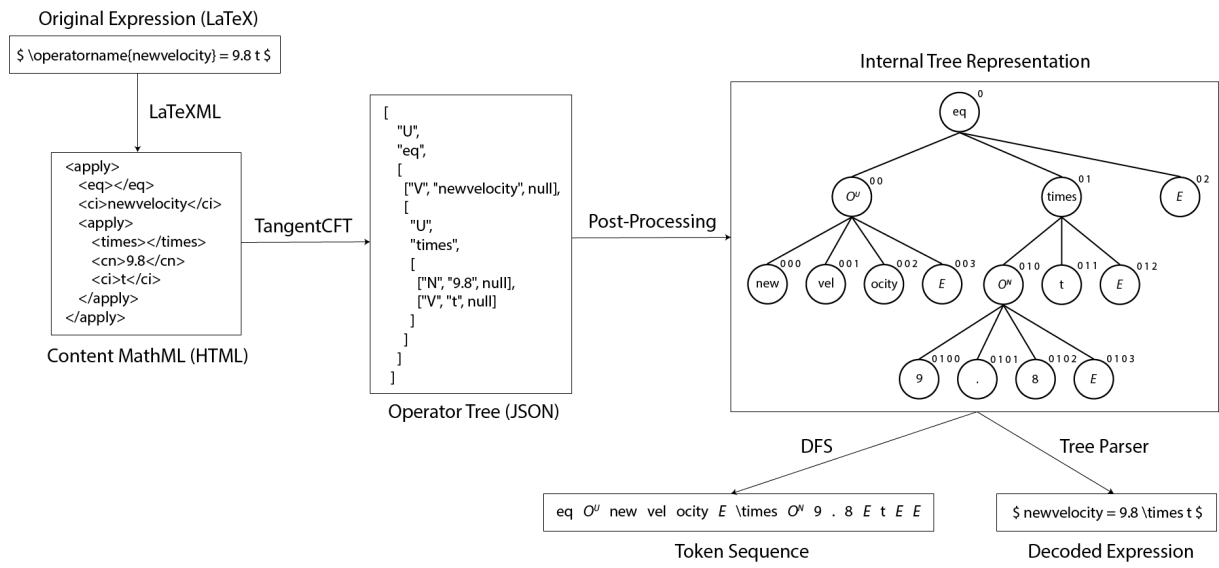 Original Expression (LaTeX)
$ \operatorname{newvelocity} = 9.8 t $
LaTeXML
<apply>
<eq></eq>
<ci>newvelocity</ci>
<apply>
<times></times>
<cn>9.8</cn>
<ci>t</ci>
</apply>
</apply>
Content MathML (HTML)
TangentCFT
[
"U",
"eq",
[
["V", "newvelocity", null],
[
"U",
"times",
[
["N", "9.8", null],
["V", "t", null]
]
]
]
]
Operator Tree (JSON)
Post-Processing
Internal Tree Representation
eq 0
Oᵁ 00
times 01
E 02
new 000
vel 001
ocity 002
E 003
Oᴺ 010
t 011
E 012
9 0100
. 0101
8 0102
E 0103
DFS
Tree Parser
eq Oᵁ new vel ocity E \times Oᴺ 9 . 8 E t E E
Token Sequence
$ newvelocity = 9.8 \times t $
Decoded Expression